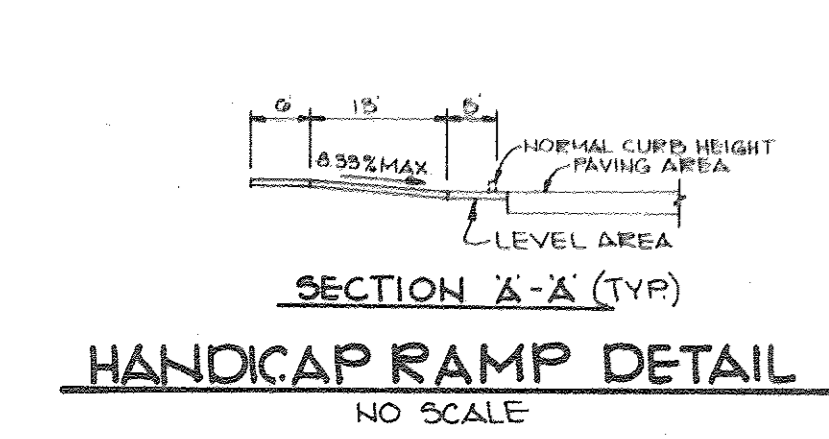 6' 13' 5'
8.33% MAX.
NORMAL CURB HEIGHT
PAVING AREA
LEVEL AREA
SECTION 'A'-'A' (TYP.)
HANDICAP RAMP DETAIL
NO SCALE